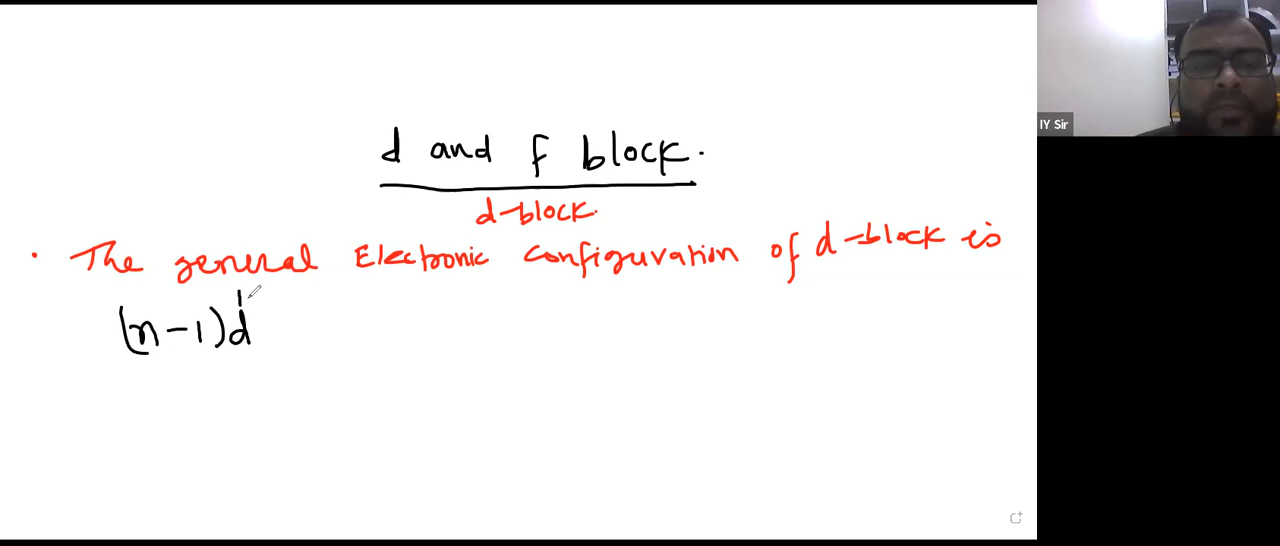 d and f block.
d-block.
. The general Electronic configuration of d-block is
(n-1)d¹
IY Sir